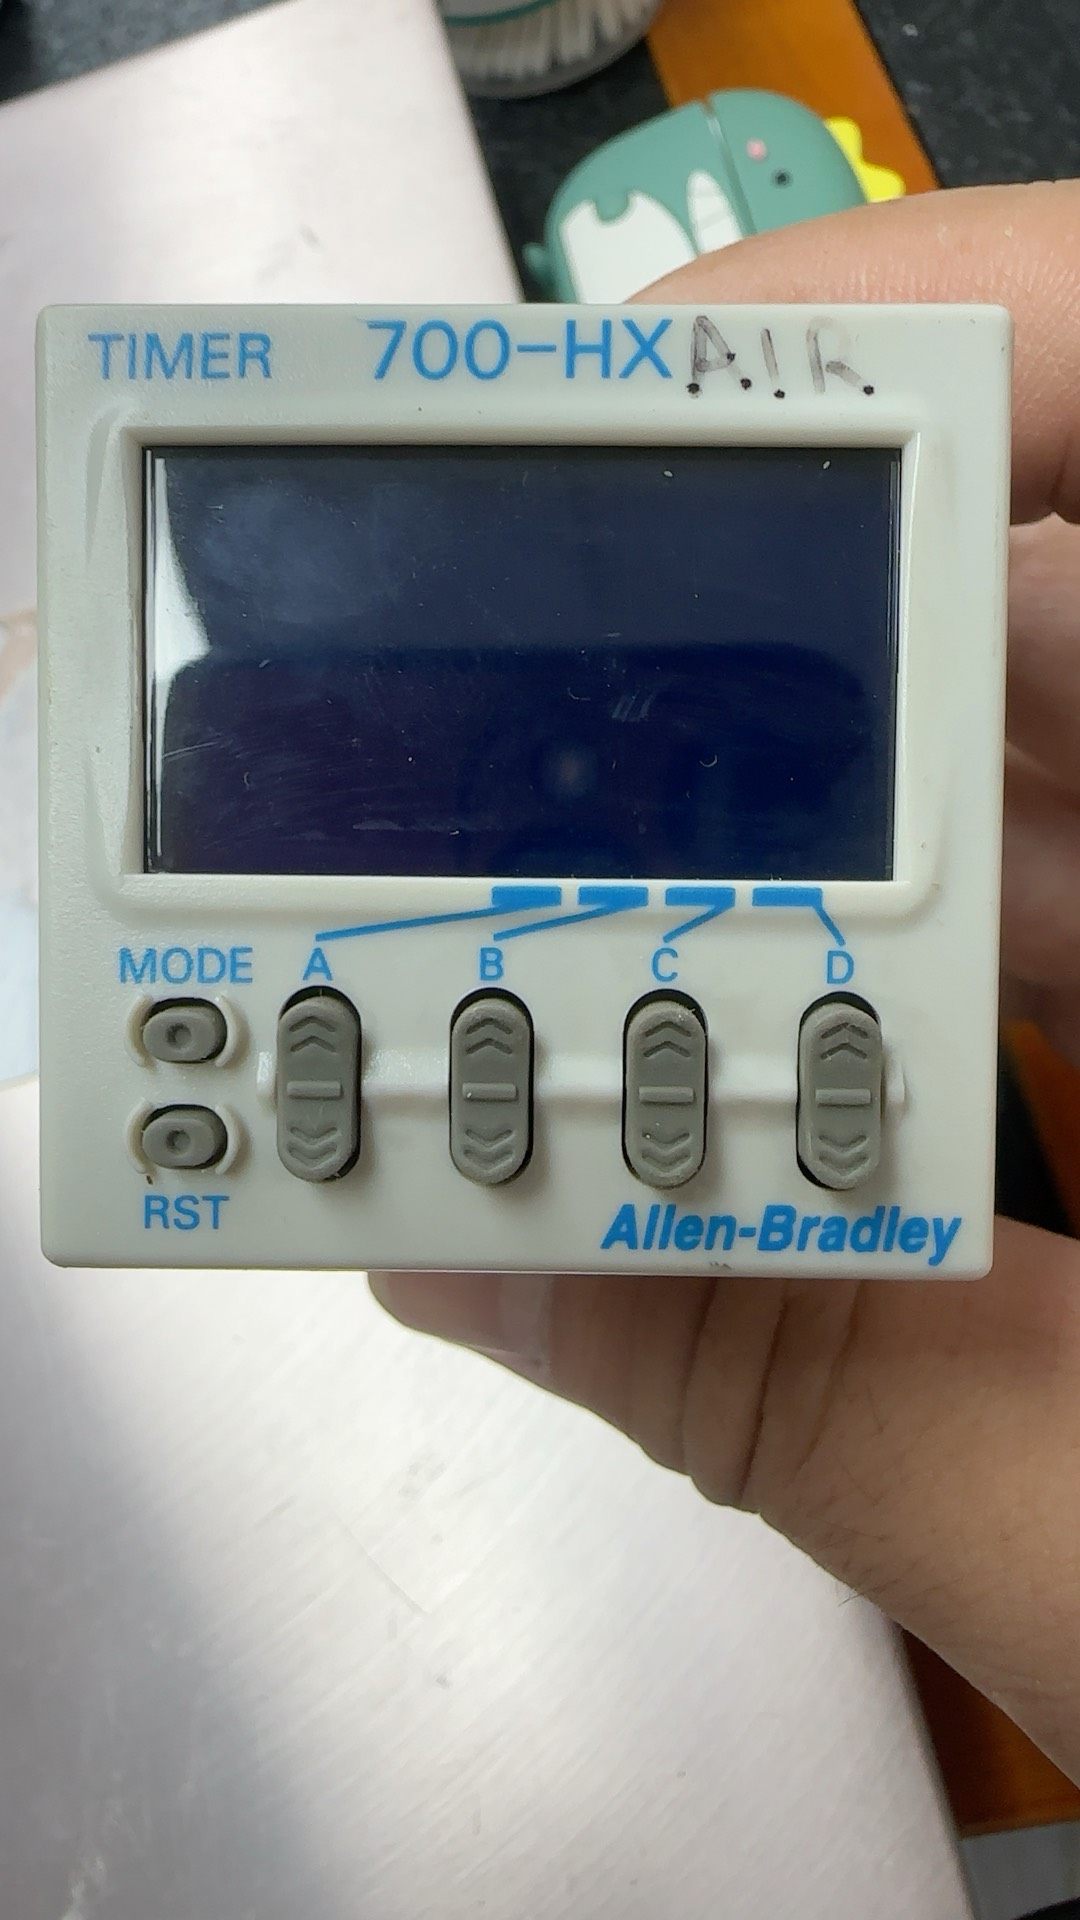 TIMER 700-HX A.I.R.
MODE A B C D
RST
Allen-Bradley